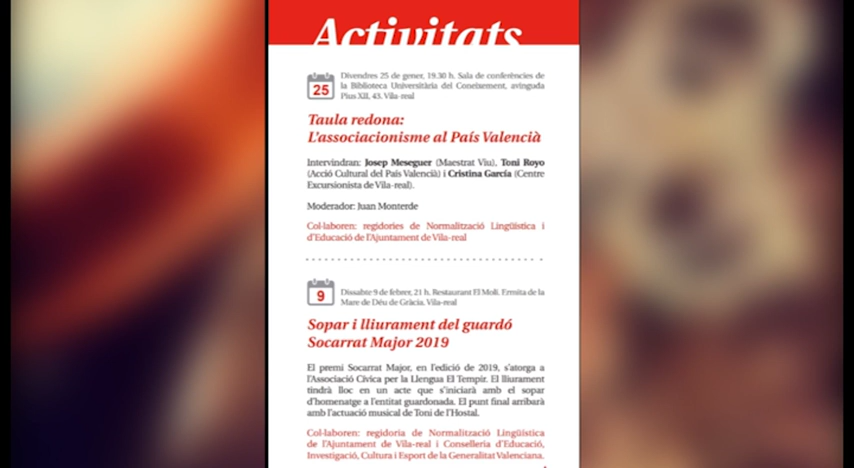 Activitats
25
Divendres 25 de gener, 19.30 h. Sala de conferències de
la Biblioteca Universitària del Coneixement, avinguda
Pius XII, 43. Vila-real
Taula redona:
L'associacionisme al País Valencià
Intervindran: Josep Meseguer (Maestrat Viu), Toni Royo
(Acció Cultural del País Valencià) i Cristina García (Centre
Excursionista de Vila-real).
Moderador: Juan Monterde
Col·laboren: regidories de Normalització Lingüística i
d'Educació de l'Ajuntament de Vila-real
9
Dissabte 9 de febrer, 21 h. Restaurant El Molí. Ermita de la
Mare de Déu de Gràcia. Vila-real
Sopar i lliurament del guardó
Socarrat Major 2019
El premi Socarrat Major, en l'edició de 2019, s'atorga a
l'Associació Cívica per la Llengua El Tempir. El lliurament
tindrà lloc en un acte que s'iniciarà amb el sopar
d'homenatge a l'entitat guardonada. El punt final arribarà
amb l'actuació musical de Toni de l'Hostal.
Col·laboren: regidoria de Normalització Lingüística
de l'Ajuntament de Vila-real i Conselleria d'Educació,
Investigació, Cultura i Esport de la Generalitat Valenciana.